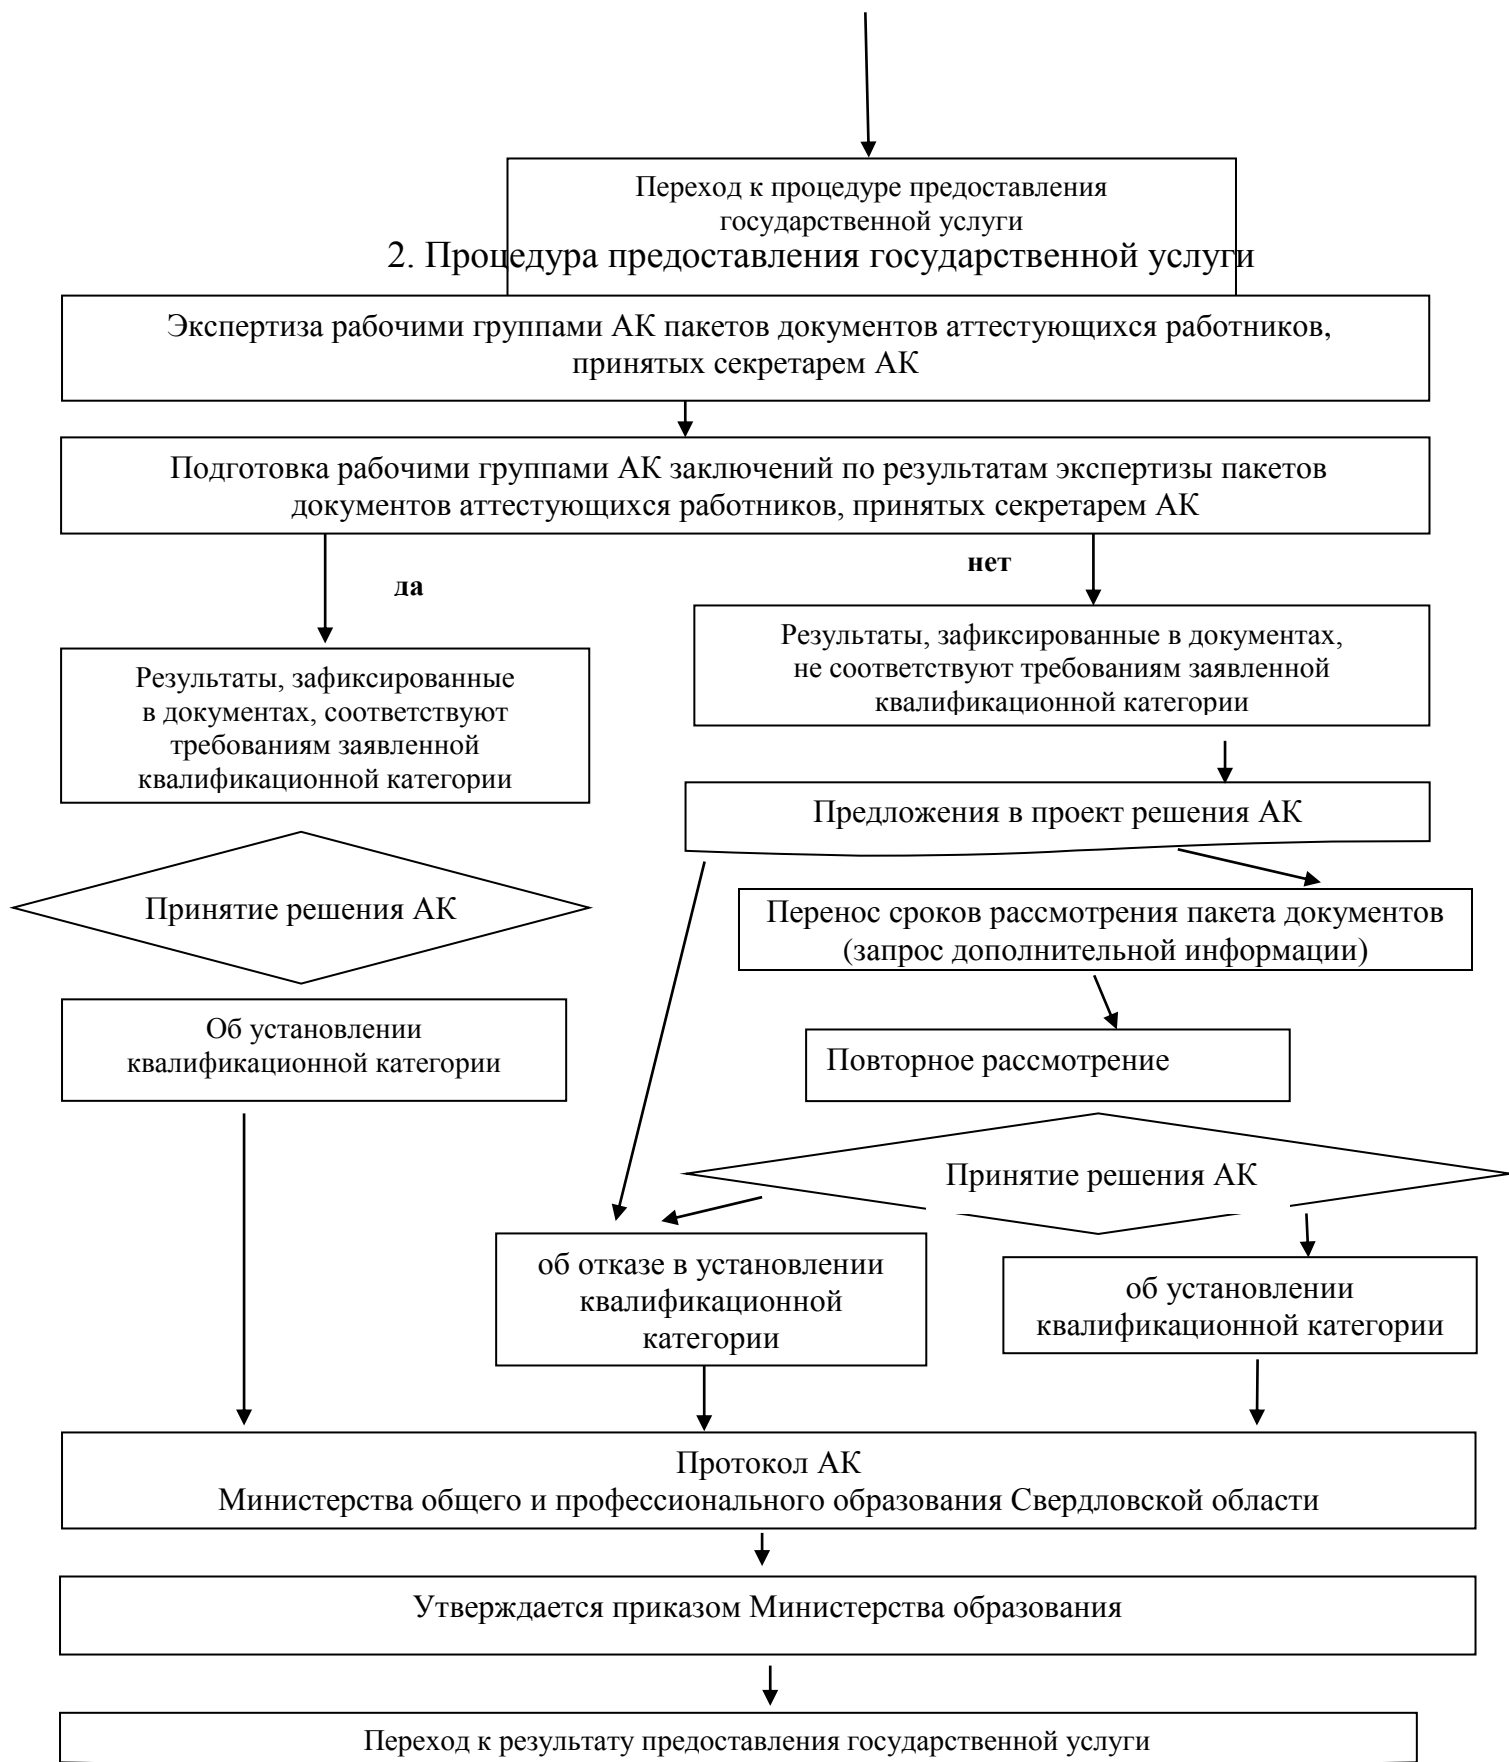 Переход к процедуре предоставления
государственной услуги
2. Процедура предоставления государственной услуги
Экспертиза рабочими группами АК пакетов документов аттестующихся работников,
принятых секретарем АК
Подготовка рабочими группами АК заключений по результатам экспертизы пакетов
документов аттестующихся работников, принятых секретарем АК
да
нет
Результаты, зафиксированные
в документах, соответствуют
требованиям заявленной
квалификационной категории
Результаты, зафиксированные в документах,
не соответствуют требованиям заявленной
квалификационной категории
Предложения в проект решения АК
Принятие решения АК
Перенос сроков рассмотрения пакета документов
(запрос дополнительной информации)
Об установлении
квалификационной категории
Повторное рассмотрение
Принятие решения АК
об отказе в установлении
квалификационной
категории
об установлении
квалификационной категории
Протокол АК
Министерства общего и профессионального образования Свердловской области
Утверждается приказом Министерства образования
Переход к результату предоставления государственной услуги